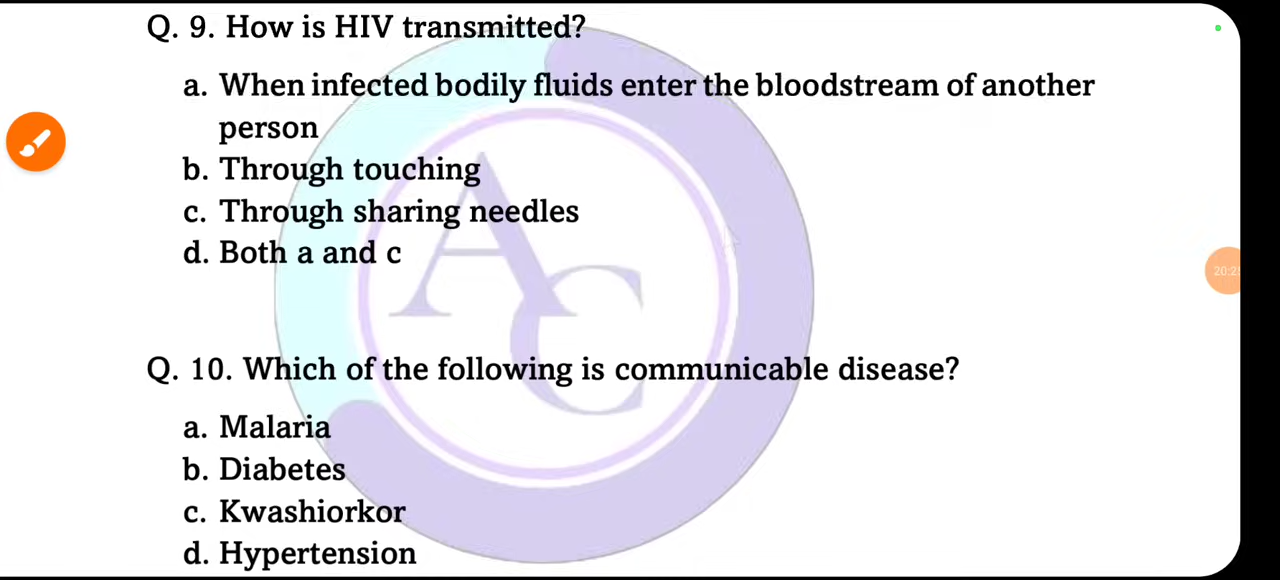 Q. 9. How is HIV transmitted?
a. When infected bodily fluids enter the bloodstream of another
person
b. Through touching
c. Through sharing needles
d. Both a and c
AC
Q. 10. Which of the following is communicable disease?
a. Malaria
b. Diabetes
c. Kwashiorkor
d. Hypertension